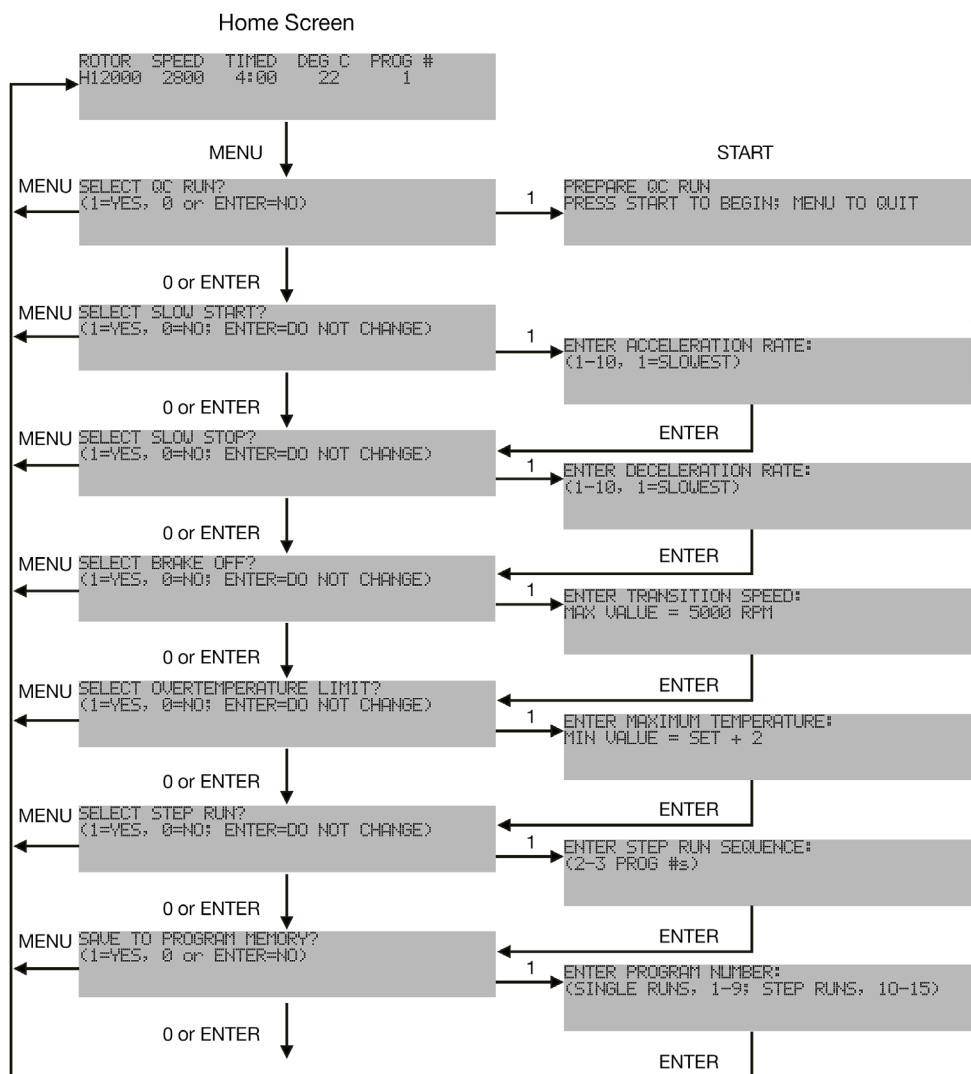 Home Screen
ROTOR SPEED TIMED DEG C PROG #
H12000 2800 4:00 22 1
MENU
START
MENU
SELECT QC RUN?
(1=YES, 0 or ENTER=NO)
1
PREPARE QC RUN
PRESS START TO BEGIN; MENU TO QUIT
0 or ENTER
MENU
SELECT SLOW START?
(1=YES, 0=NO; ENTER=DO NOT CHANGE)
1
ENTER ACCELERATION RATE:
(1-10, 1=SLOWEST)
0 or ENTER
ENTER
MENU
SELECT SLOW STOP?
(1=YES, 0=NO; ENTER=DO NOT CHANGE)
1
ENTER DECELERATION RATE:
(1-10, 1=SLOWEST)
0 or ENTER
ENTER
MENU
SELECT BRAKE OFF?
(1=YES, 0=NO; ENTER=DO NOT CHANGE)
1
ENTER TRANSITION SPEED:
MAX VALUE = 5000 RPM
0 or ENTER
ENTER
MENU
SELECT OVERTEMPERATURE LIMIT?
(1=YES, 0=NO; ENTER=DO NOT CHANGE)
1
ENTER MAXIMUM TEMPERATURE:
MIN VALUE = SET + 2
0 or ENTER
ENTER
MENU
SELECT STEP RUN?
(1=YES, 0=NO; ENTER=DO NOT CHANGE)
1
ENTER STEP RUN SEQUENCE:
(2-3 PROG #s)
0 or ENTER
ENTER
MENU
SAVE TO PROGRAM MEMORY?
(1=YES, 0 or ENTER=NO)
1
ENTER PROGRAM NUMBER:
(SINGLE RUNS, 1-9; STEP RUNS, 10-15)
0 or ENTER
ENTER